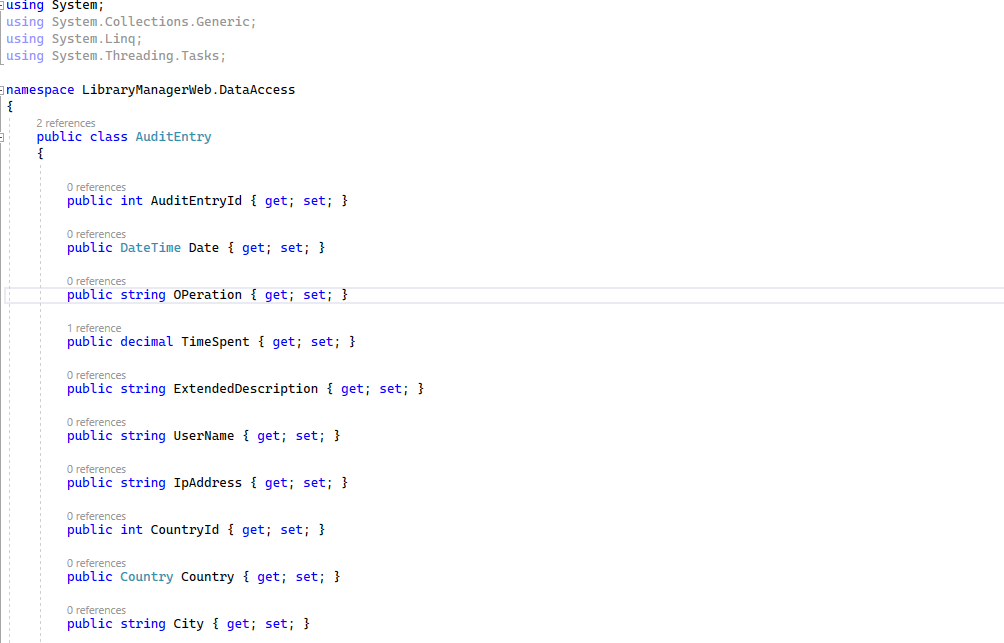 using System;
using System.Collections.Generic;
using System.Linq;
using System.Threading.Tasks;
namespace LibraryManagerWeb.DataAccess
{
2 references
public class AuditEntry
{
0 references
public int AuditEntryId { get; set; }
0 references
public DateTime Date { get; set; }
0 references
public string OPeration { get; set; }
1 reference
public decimal TimeSpent { get; set; }
0 references
public string ExtendedDescription { get; set; }
0 references
public string UserName { get; set; }
0 references
public string IpAddress { get; set; }
0 references
public int CountryId { get; set; }
0 references
public Country Country { get; set; }
0 references
public string City { get; set; }